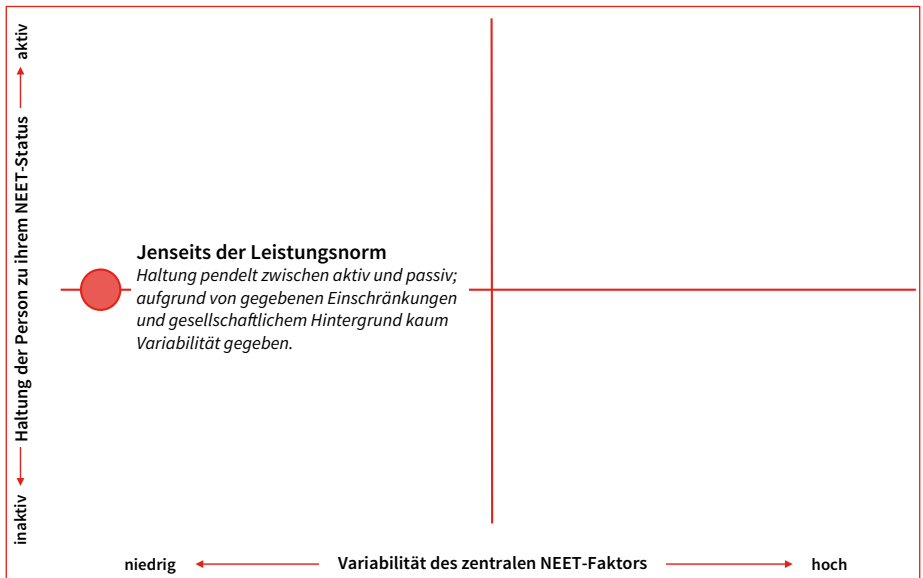 aktiv
Haltung der Person zu ihrem NEET-Status
inaktiv
Jenseits der Leistungsnorm
Haltung pendelt zwischen aktiv und passiv;
aufgrund von gegebenen Einschränkungen
und gesellschaftlichem Hintergrund kaum
Variabilität gegeben.
niedrig
Variabilität des zentralen NEET-Faktors
hoch